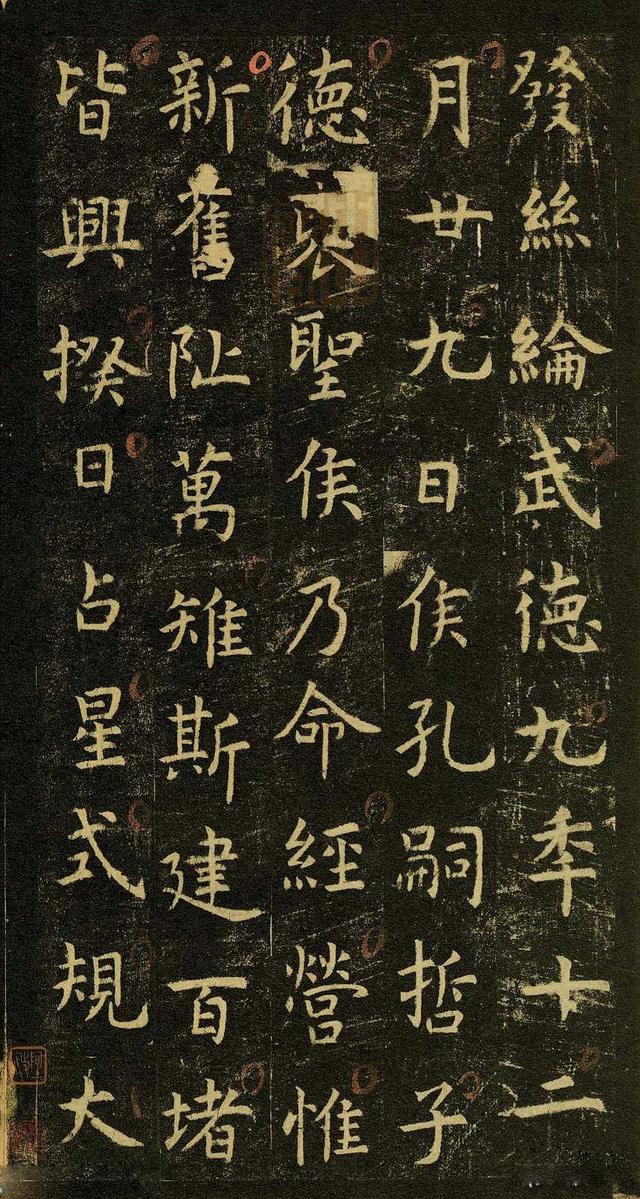 發絲綸武德九年十二
月廿九日侯孔嗣哲子
德褒聖侯乃命經營惟
新舊阯萬雉斯建百堵
皆興揆日占星式規大